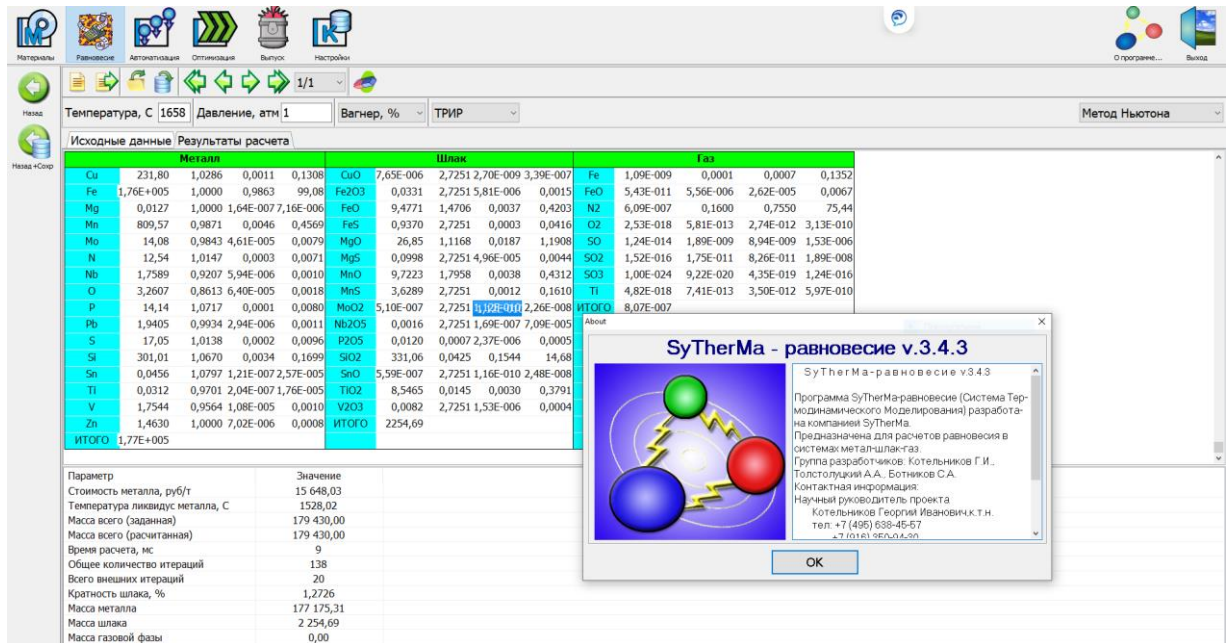 Материалы Равновесие Автоматизация Оптимизация Выпуск Настройки О программе... Выход
1/1
Назад
Температура, С 1658 Давление, атм 1 Вагнер, % ТРИР Метод Ньютона
Исходные данные Результаты расчета
Назад +Сохр
Металл Шлак Газ
Cu 231,80 1,0286 0,0011 0,1308 CuO 7,65E-006 2,7251 2,70E-009 3,39E-007 Fe 1,09E-009 0,0001 0,0007 0,1352
Fe 1,76E+005 1,0000 0,9863 99,08 Fe2O3 0,0331 2,7251 5,81E-006 0,0015 FeO 5,43E-011 5,56E-006 2,62E-005 0,0067
Mg 0,0127 1,0000 1,64E-007 7,16E-006 FeO 9,4771 1,4706 0,0037 0,4203 N2 6,09E-007 0,1600 0,7550 75,44
Mn 809,57 0,9871 0,0046 0,4569 FeS 0,9370 2,7251 0,0003 0,0416 O2 2,53E-018 5,81E-013 2,74E-012 3,13E-010
Mo 14,08 0,9843 4,61E-005 0,0079 MgO 26,85 1,1168 0,0187 1,1908 SO 1,24E-014 1,89E-009 8,94E-009 1,53E-006
N 12,54 1,0147 0,0003 0,0071 MgS 0,0998 2,7251 4,96E-005 0,0044 SO2 1,52E-016 1,75E-011 8,26E-011 1,89E-008
Nb 1,7589 0,9207 5,94E-006 0,0010 MnO 9,7223 1,7958 0,0038 0,4312 SO3 1,00E-024 9,22E-020 4,35E-019 1,24E-016
O 3,2607 0,8613 6,40E-005 0,0018 MnS 3,6289 2,7251 0,0012 0,1610 Ti 4,82E-018 7,41E-013 3,50E-012 5,97E-010
P 14,14 1,0717 0,0001 0,0080 MoO2 5,10E-007 2,7251 2,26E-008 ИТОГО 8,07E-007
Pb 1,9405 0,9934 2,94E-006 0,0011 Nb2O5 0,0016 2,7251 1,69E-007 7,09E-005
S 17,05 1,0138 0,0002 0,0096 P2O5 0,0120 0,0007 2,37E-006 0,0005
Si 301,01 1,0670 0,0034 0,1699 SiO2 331,06 0,0425 0,1544 14,68
Sn 0,0456 1,0797 1,21E-007 2,57E-005 SnO 5,59E-007 2,7251 1,16E-010 2,48E-008
Ti 0,0312 0,9701 2,04E-007 1,76E-005 TiO2 8,5465 0,0145 0,0030 0,3791
V 1,7544 0,9564 1,08E-005 0,0010 V2O3 0,0082 2,7251 1,53E-006 0,0004
Zn 1,4630 1,0000 7,02E-006 0,0008 ИТОГО 2254,69
ИТОГО 1,77E+005
Параметр Значение
Стоимость металла, руб/т 15 648,03
Температура ликвидус металла, С 1528,02
Масса всего (заданная) 179 430,00
Масса всего (расчитанная) 179 430,00
Время расчета, мс 9
Общее количество итераций 138
Всего внешних итераций 20
Кратность шлака, % 1,2726
Масса металла 177 175,31
Масса шлака 2 254,69
Масса газовой фазы 0,00
About
SyTherMa - равновесие v.3.4.3
SyTherMa-равновесие v.3.4.3
Программа SyTherMa-равновесие (Система Тер-
модинамического Моделирования) разработа-
на компанией SyTherMa.
Предназначена для расчетов равновесия в
системах метал-шлак-газ.
Группа разработчиков: Котельников Г.И.,
Толстолуцкий А.А., Ботников С.А.
Контактная информация:
Научный руководитель проекта
Котельников Георгий Иванович,к.т.н.
тел: +7 (495) 638-45-57
+7 (916) 350-94-30
OK